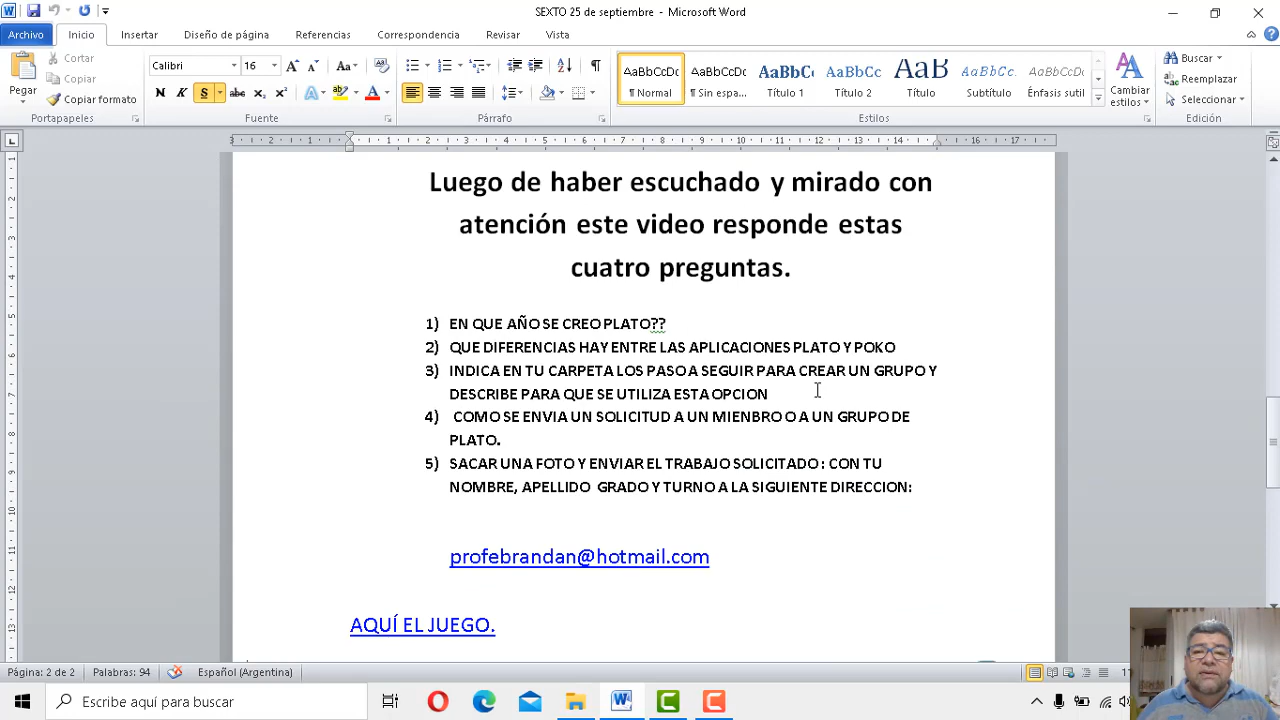 SEXTO 25 de septiembre - Microsoft Word
Archivo Inicio Insertar Diseño de página Referencias Correspondencia Revisar Vista
Pegar
Cortar
Copiar
Copiar formato
Portapapeles
Calibri 16
N K S abc x₂ x² A
Fuente
Párrafo
AaBbCcDc AaBbCcDc AaBbC AaBbCc AaB AaBbCc. AaBbCcDc
¶ Normal ¶ Sin espa... Título 1 Título 2 Título Subtítulo Énfasis sutil
Estilos
Cambiar estilos
Buscar
Reemplazar
Seleccionar
Edición
Luego de haber escuchado y mirado con
atención este video responde estas
cuatro preguntas.
1) EN QUE AÑO SE CREO PLATO??
2) QUE DIFERENCIAS HAY ENTRE LAS APLICACIONES PLATO Y POKO
3) INDICA EN TU CARPETA LOS PASO A SEGUIR PARA CREAR UN GRUPO Y
DESCRIBE PARA QUE SE UTILIZA ESTA OPCION
4) COMO SE ENVIA UN SOLICITUD A UN MIENBRO O A UN GRUPO DE
PLATO.
5) SACAR UNA FOTO Y ENVIAR EL TRABAJO SOLICITADO : CON TU
NOMBRE, APELLIDO GRADO Y TURNO A LA SIGUIENTE DIRECCION:
profebrandan@hotmail.com
AQUÍ EL JUEGO.
Página: 2 de 2 Palabras: 94 Español (Argentina)
Escribe aquí para buscar